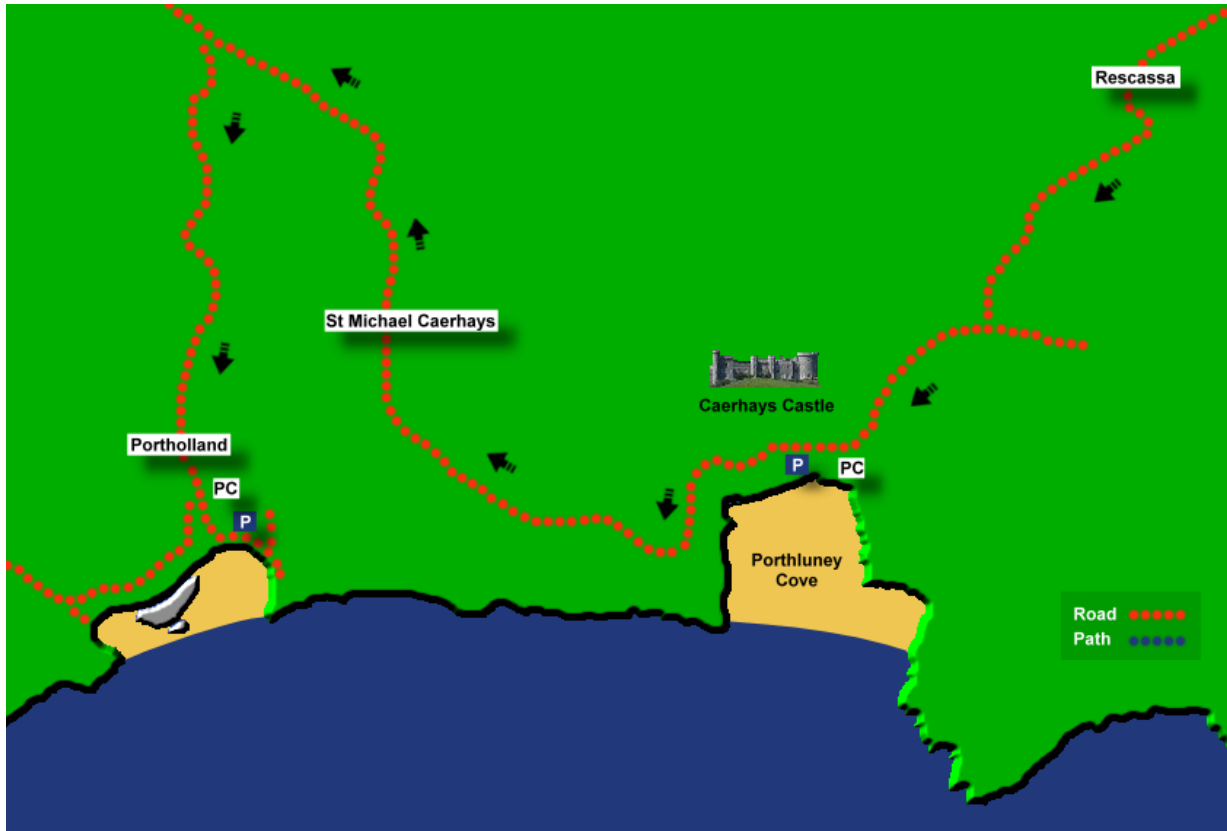 Rescassa
St Michael Caerhays
Caerhays Castle
Portholland
P
PC
PC
P
Porthluney
Cove
Road
Path